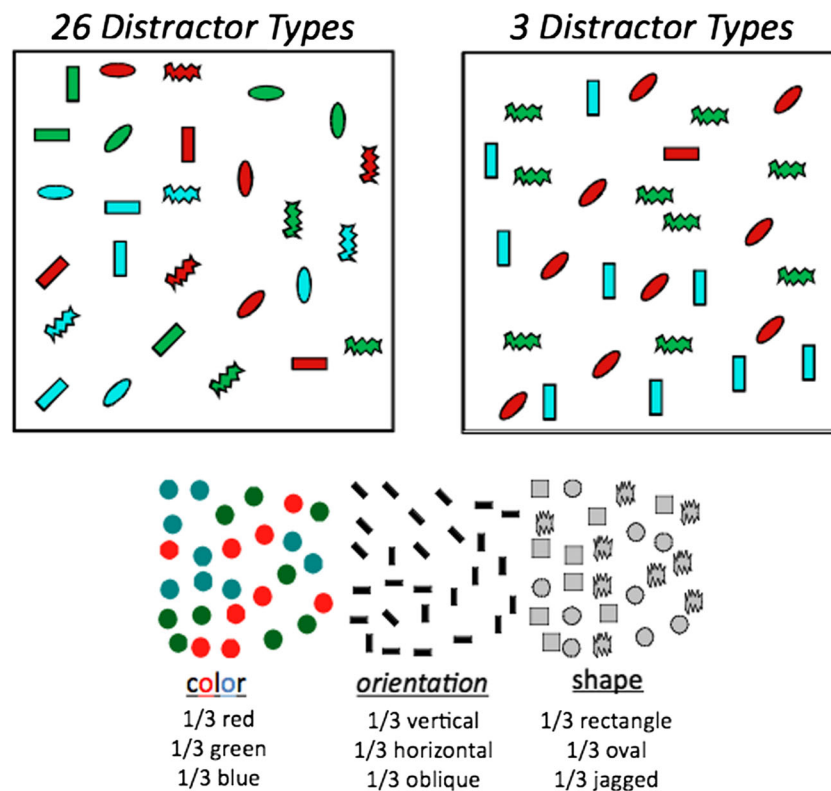 26 Distractor Types
3 Distractor Types
color
1/3 red
1/3 green
1/3 blue
orientation
1/3 vertical
1/3 horizontal
1/3 oblique
shape
1/3 rectangle
1/3 oval
1/3 jagged